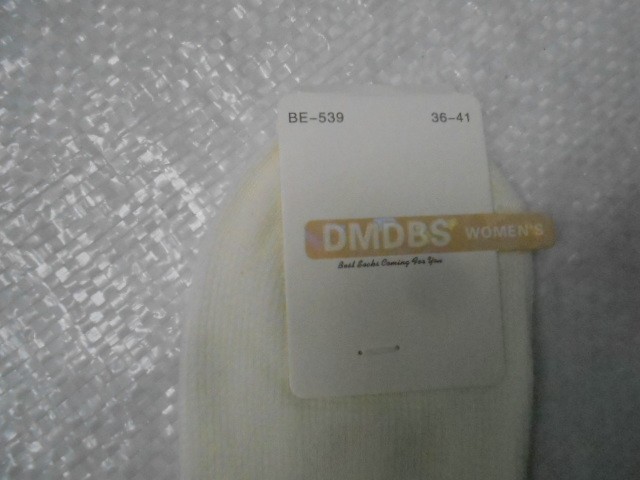 BE-539 36-41
DMDBS WOMEN'S
Best Socks Coming For You